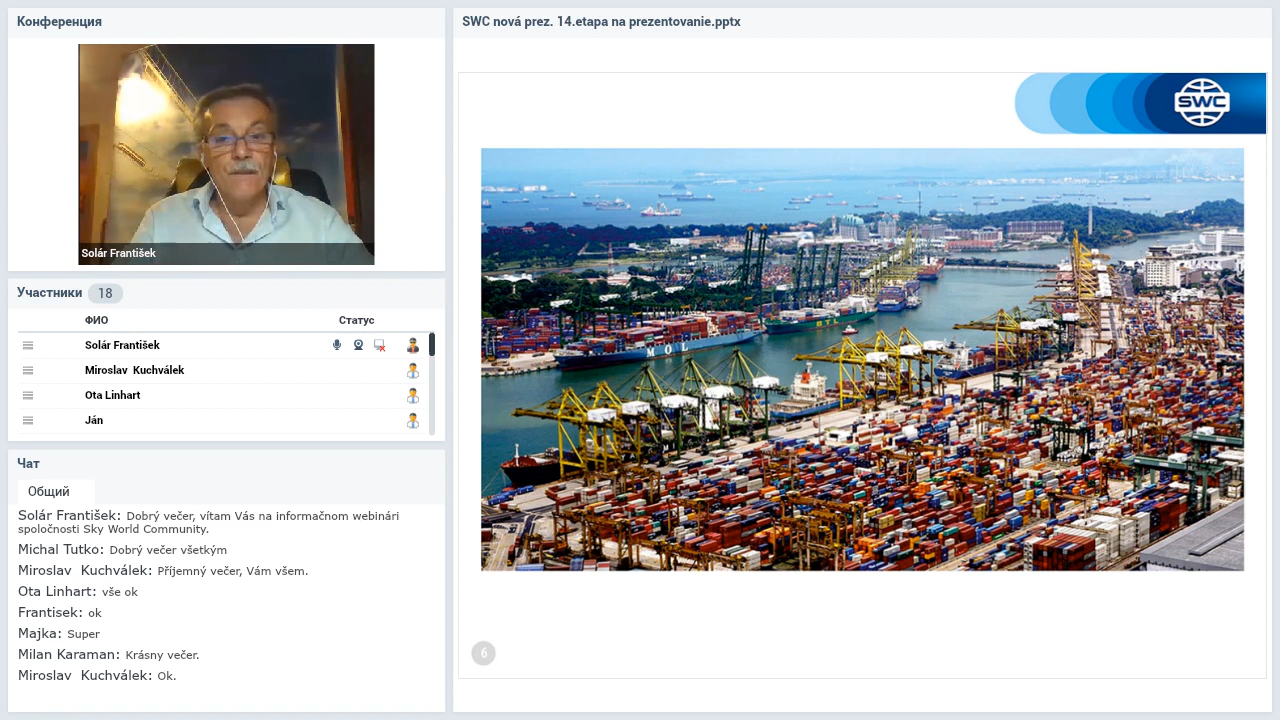 Конференция
Solár František
Участники 18
ФИО Статус
Solár František
Miroslav  Kuchválek
Ota Linhart
Ján
Чат
Общий
Solár František: Dobrý večer, vítam Vás na informačnom webinári
spoločnosti Sky World Community.
Michal Tutko: Dobrý večer všetkým
Miroslav  Kuchválek: Příjemný večer, Vám všem.
Ota Linhart: vše ok
Frantisek: ok
Majka: Super
Milan Karaman: Krásny večer.
Miroslav  Kuchválek: Ok.
SWC nová prez. 14.etapa na prezentovanie.pptx
SWC
MOL
6